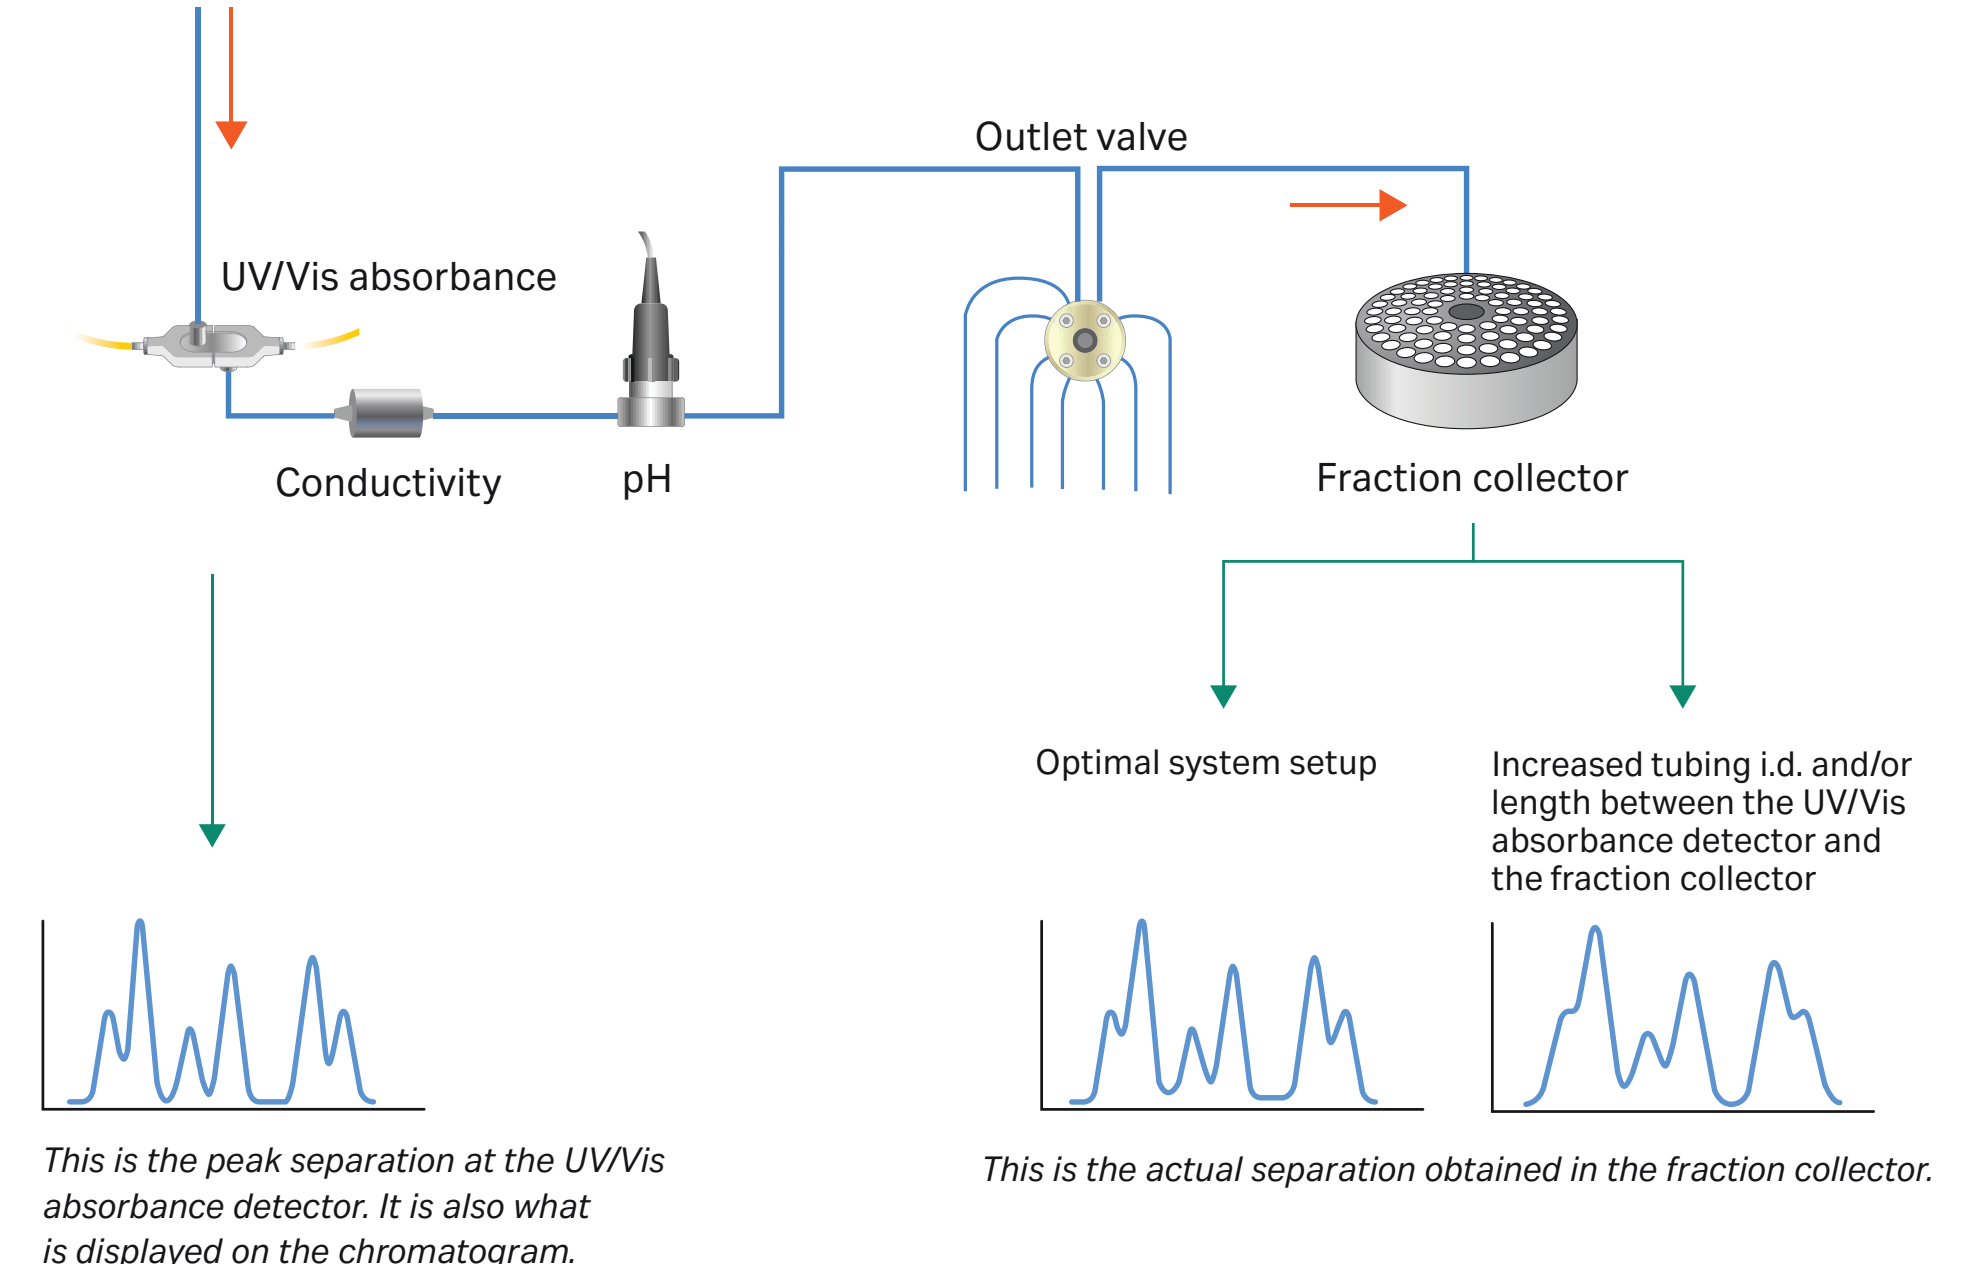 Outlet valve
UV/Vis absorbance
Conductivity
pH
Fraction collector
Optimal system setup
Increased tubing i.d. and/or
length between the UV/Vis
absorbance detector and
the fraction collector
This is the peak separation at the UV/Vis
absorbance detector. It is also what
is displayed on the chromatogram.
This is the actual separation obtained in the fraction collector.